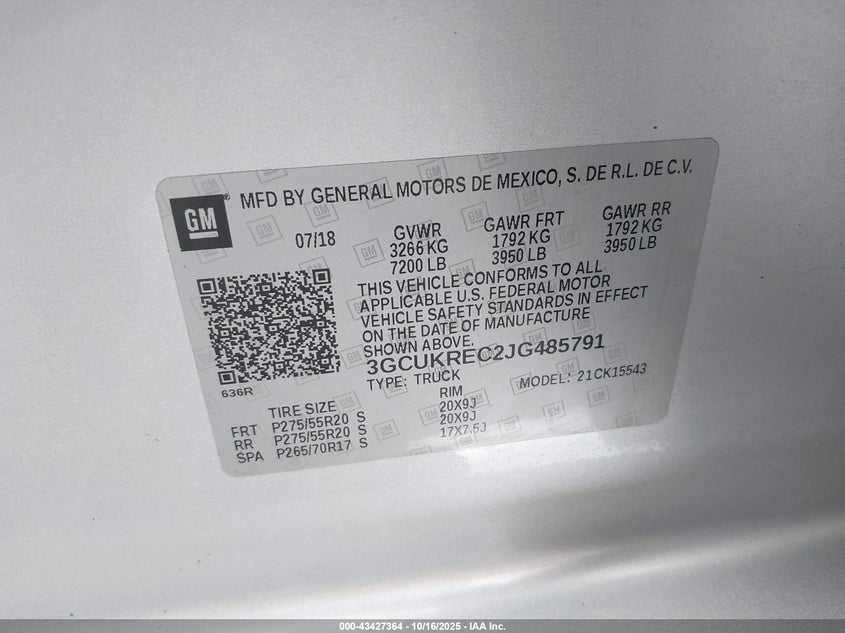 GM
®
MFD BY GENERAL MOTORS DE MEXICO, S. DE R.L. DE C.V.
07/18 GVWR GAWR FRT GAWR RR
3266 KG 1792 KG 1792 KG
7200 LB 3950 LB 3950 LB
THIS VEHICLE CONFORMS TO ALL
APPLICABLE U.S. FEDERAL MOTOR
VEHICLE SAFETY STANDARDS IN EFFECT
ON THE DATE OF MANUFACTURE
SHOWN ABOVE.
3GCUKREC2JG485791
TYPE: TRUCK MODEL: 21 CK15543
636R
TIRE SIZE RIM
FRT P275/55R20 S 20X9J
RR P275/55R20 S 20X9J
SPA P265/70R17 S 17X7.5J
000-43427364 | 10/16/2025 - IAA Inc.